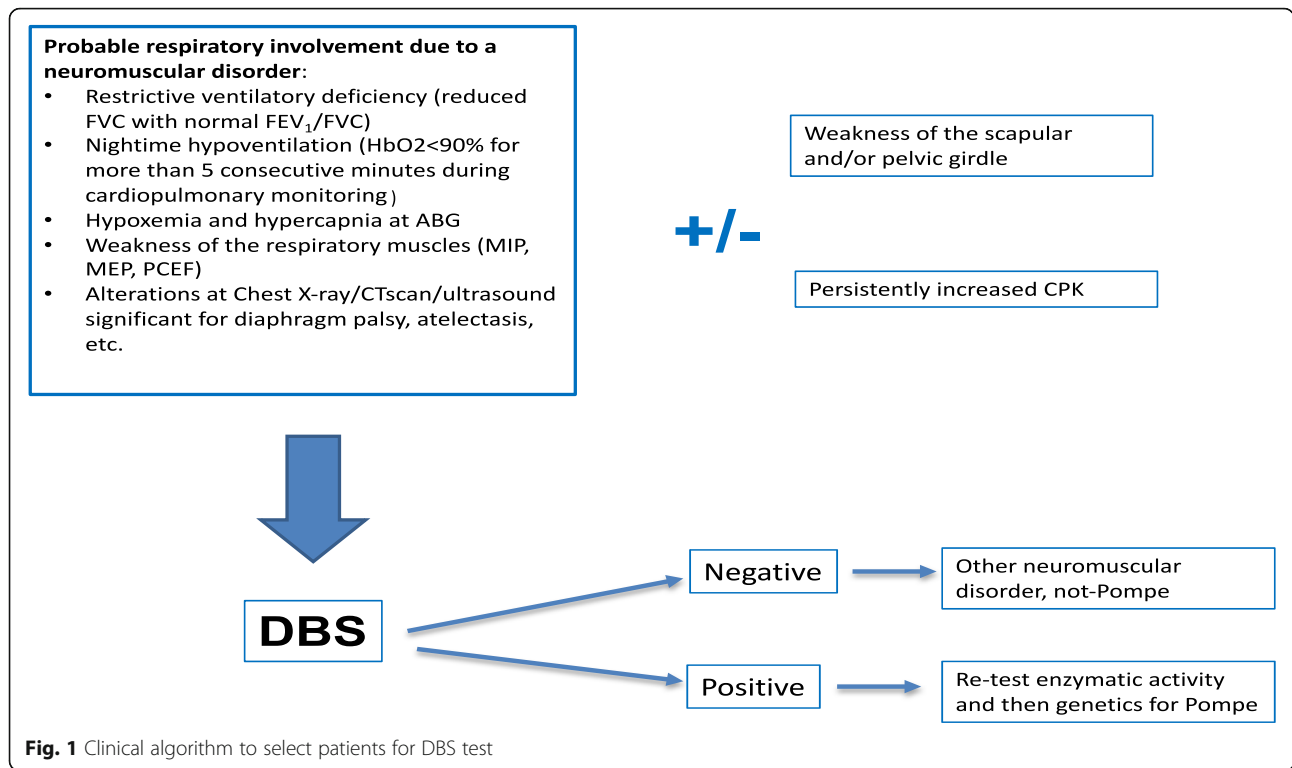 Probable respiratory involvement due to a
neuromuscular disorder:
• Restrictive ventilatory deficiency (reduced
FVC with normal FEV₁/FVC)
• Nightime hypoventilation (HbO2<90% for
more than 5 consecutive minutes during
cardiopulmonary monitoring)
• Hypoxemia and hypercapnia at ABG
• Weakness of the respiratory muscles (MIP,
MEP, PCEF)
• Alterations at Chest X-ray/CTscan/ultrasound
significant for diaphragm palsy, atelectasis,
etc.
+/-
Weakness of the scapular
and/or pelvic girdle
Persistently increased CPK
DBS
Negative
Other neuromuscular
disorder, not-Pompe
Positive
Re-test enzymatic activity
and then genetics for Pompe
Fig. 1 Clinical algorithm to select patients for DBS test